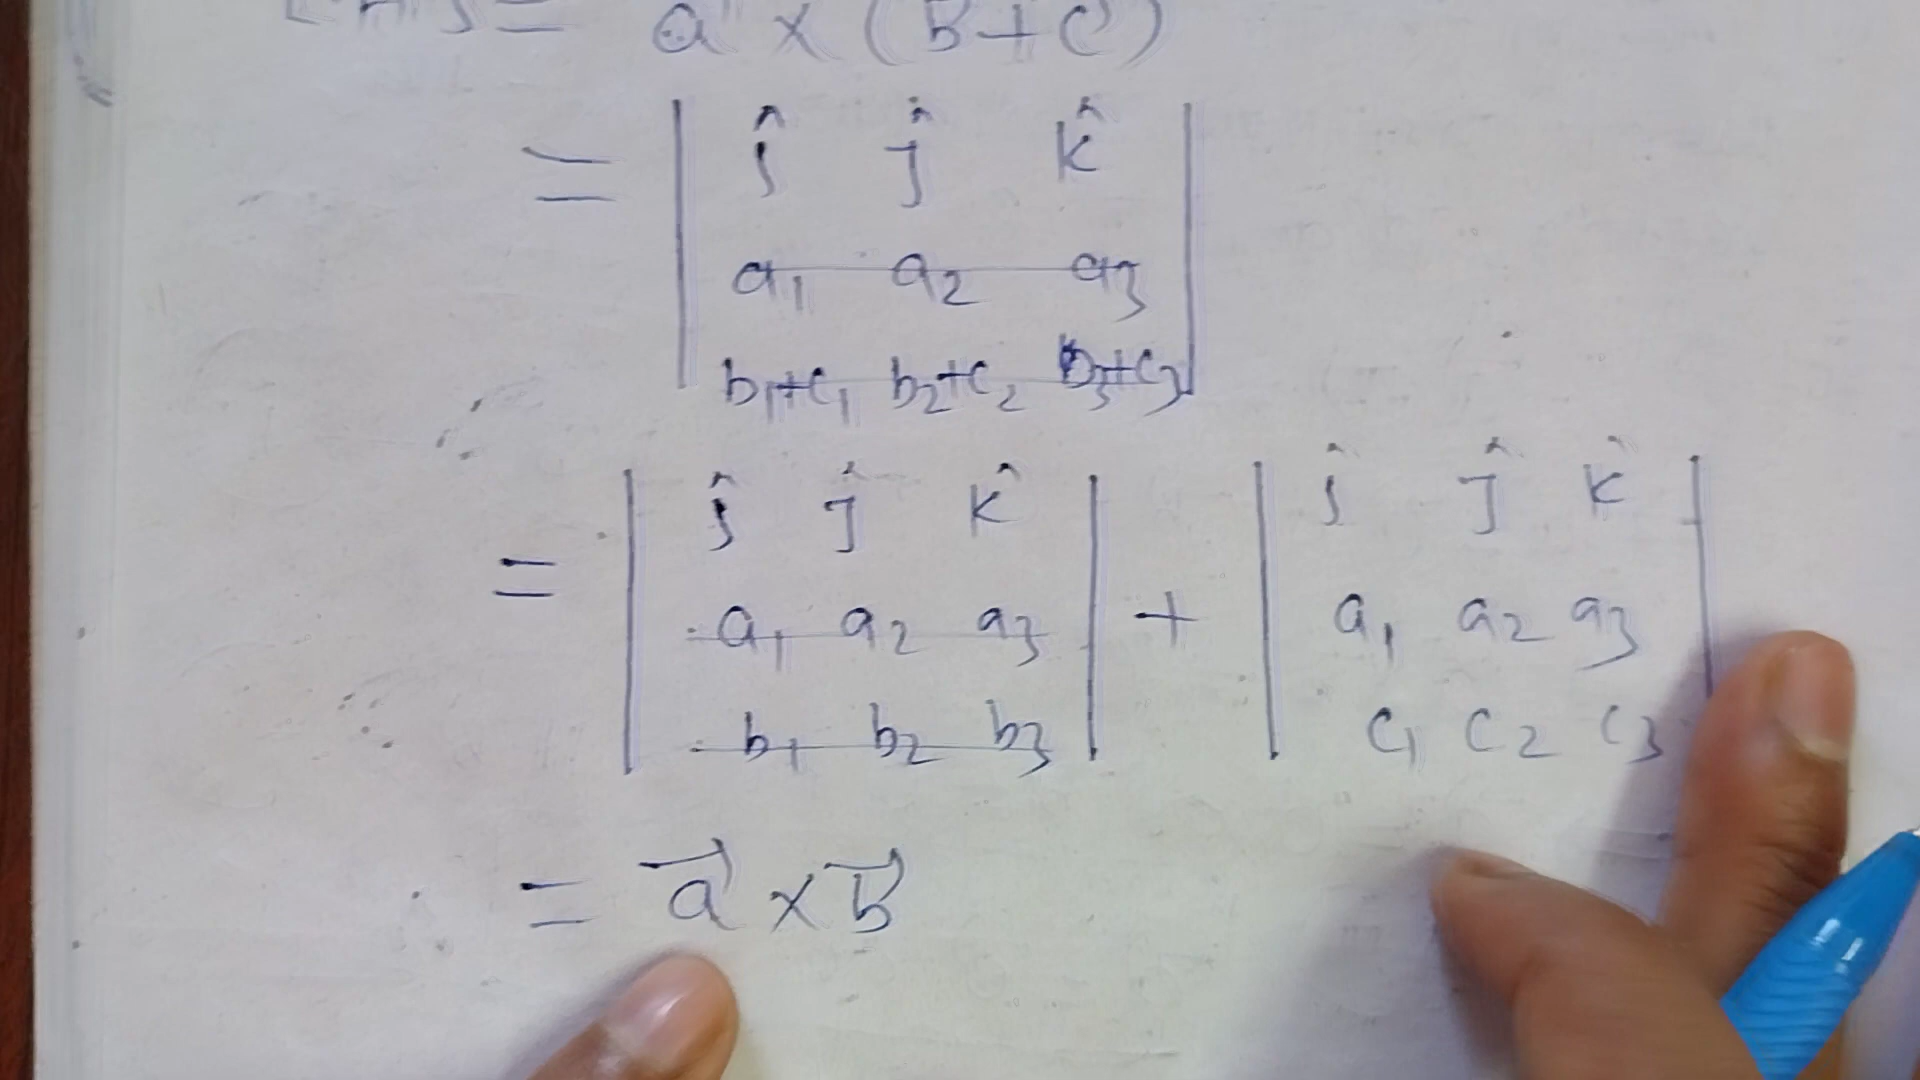 = a × (b+c)
= | î ĵ k̂ |
| a₁ a₂ a₃ |
| b₁+c₁ b₂+c₂ b₃+c₃ |
= | î ĵ k̂ | + | î ĵ k̂ |
| a₁ a₂ a₃ | | a₁ a₂ a₃ |
| b₁ b₂ b₃ | | c₁ c₂ c₃ |
= a⃗ × b⃗